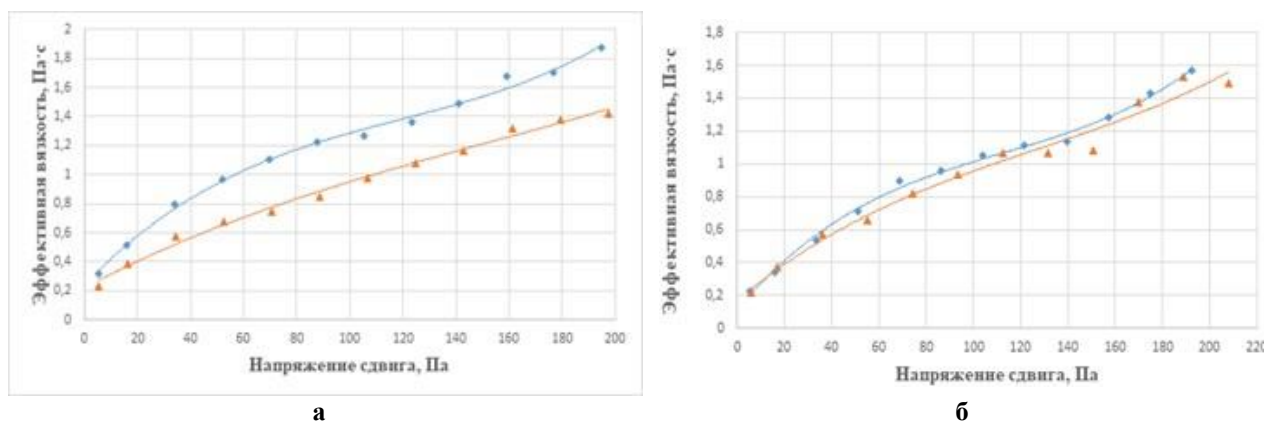 Эффективная вязкость, Па·с
2
1,8
1,6
1,4
1,2
1
0,8
0,6
0,4
0,2
0
0 20 40 60 80 100 120 140 160 180 200
Напряжение сдвига, Па
а
Эффективная вязкость, Па·с
1,8
1,6
1,4
1,2
1
0,8
0,6
0,4
0,2
0
0 20 40 60 80 100 120 140 160 180 200 220
Напряжение сдвига, Па
б